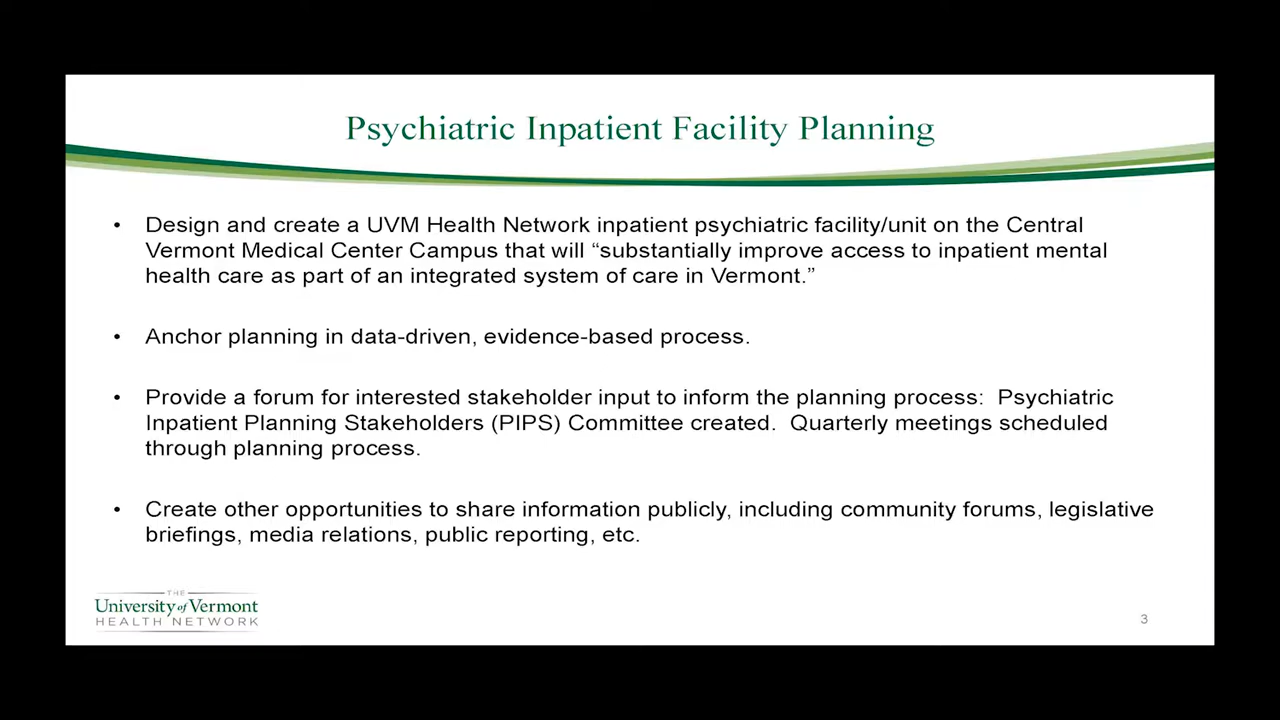 Psychiatric Inpatient Facility Planning
• Design and create a UVM Health Network inpatient psychiatric facility/unit on the Central
Vermont Medical Center Campus that will “substantially improve access to inpatient mental
health care as part of an integrated system of care in Vermont.”
• Anchor planning in data-driven, evidence-based process.
• Provide a forum for interested stakeholder input to inform the planning process:  Psychiatric
Inpatient Planning Stakeholders (PIPS) Committee created.  Quarterly meetings scheduled
through planning process.
• Create other opportunities to share information publicly, including community forums, legislative
briefings, media relations, public reporting, etc.
THE
University of Vermont
HEALTH NETWORK
3